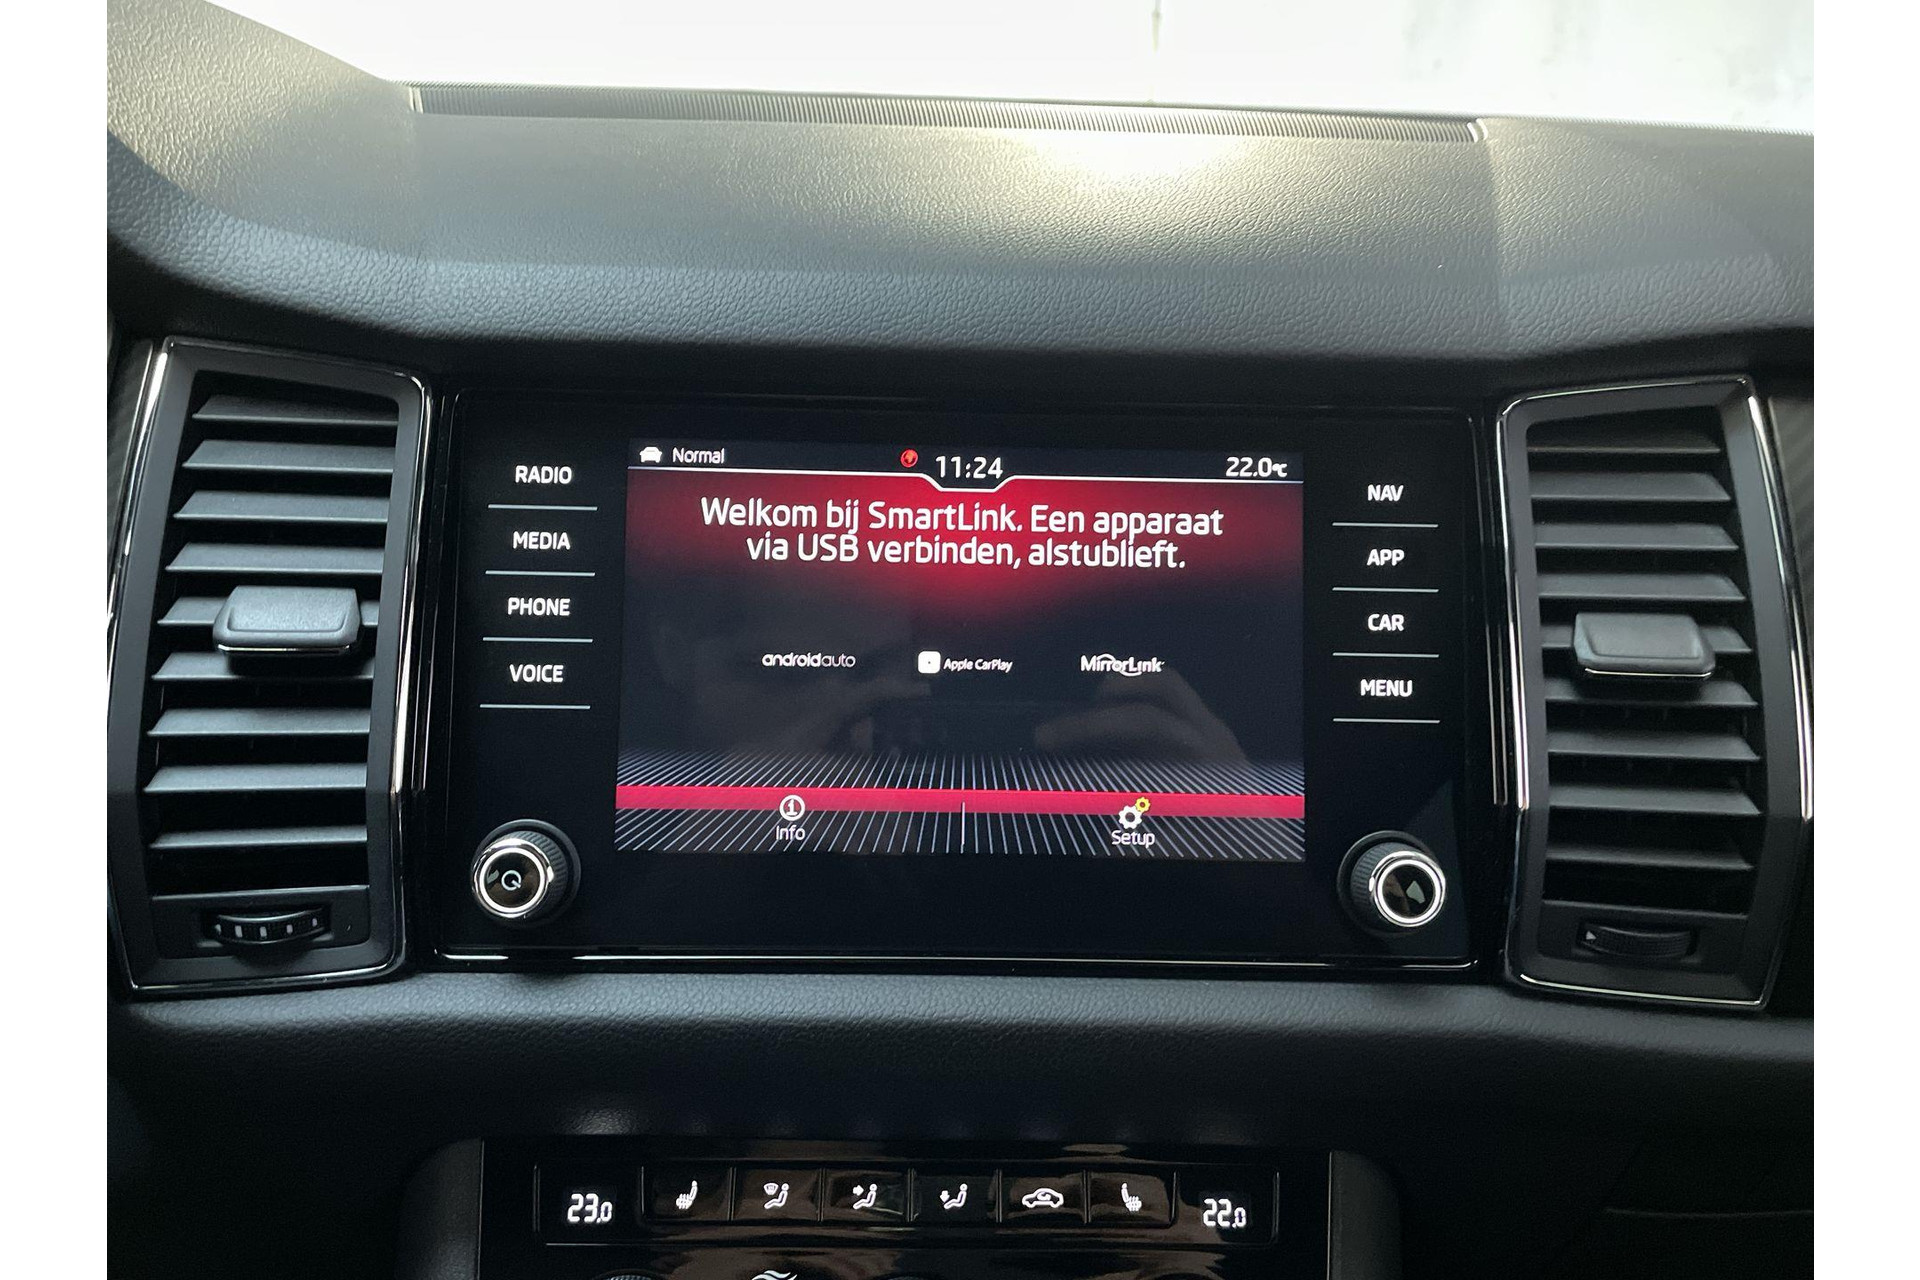 Normal
11:24
22.0℃
Welkom bij SmartLink. Een apparaat
via USB verbinden, alstublieft.
androidauto
Apple CarPlay
MirrorLink
Info
Setup
RADIO
MEDIA
PHONE
VOICE
NAV
APP
CAR
MENU
23.0
22.0